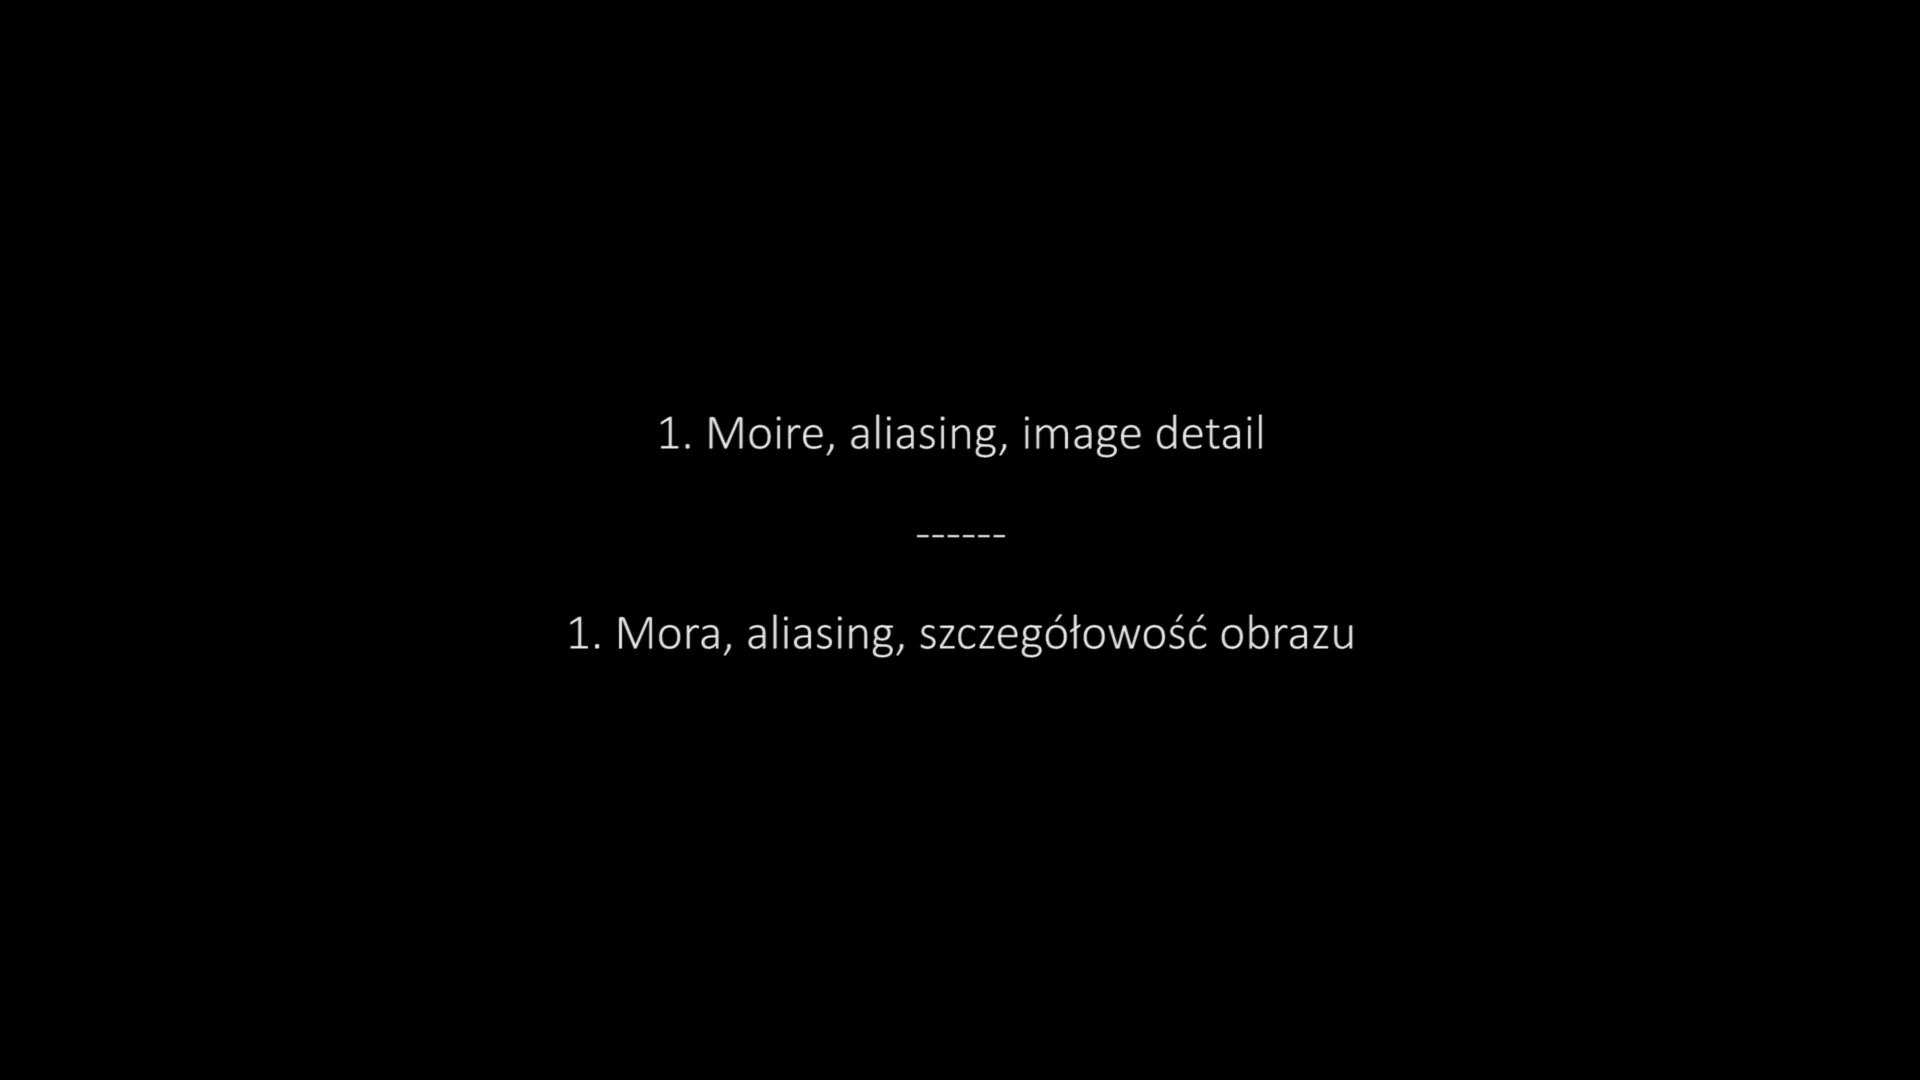 1. Moire, aliasing, image detail
------
1. Mora, aliasing, szczegółowość obrazu